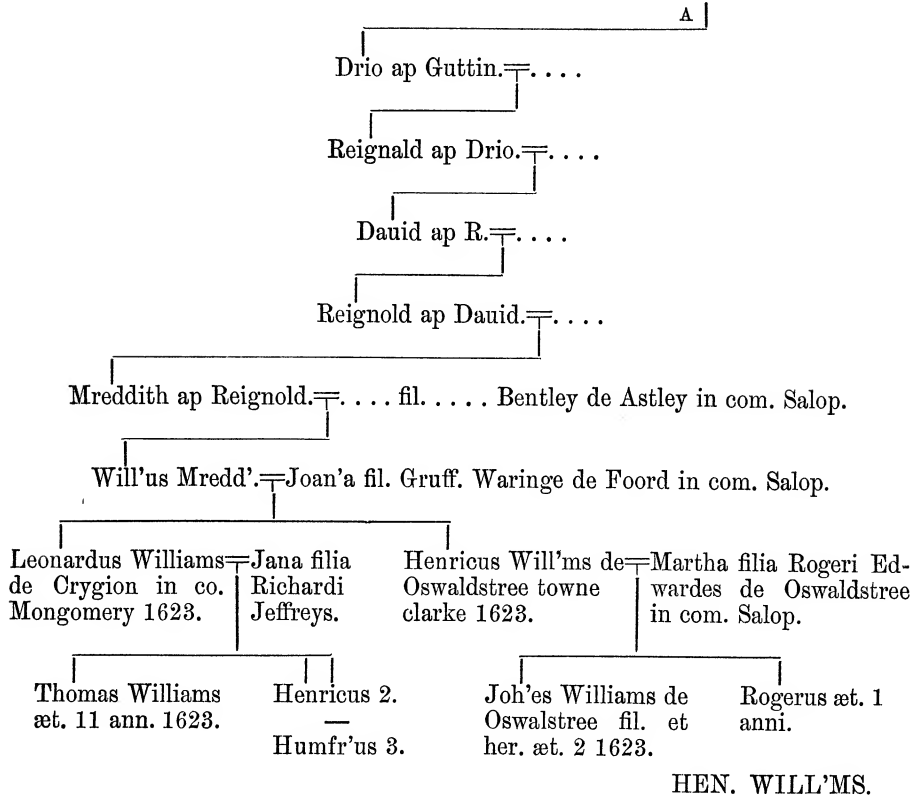 A
Drio ap Guttin.=. . . .
Reignald ap Drio.=. . . .
Dauid ap R.=. . . .
Reignold ap Dauid.=. . . .
Mreddith ap Reignold.=. . . . fil. . . . . Bentley de Astley in com. Salop.
Will'us Mredd'.=Joan'a fil. Gruff. Waringe de Foord in com. Salop.
Leonardus Williams=
de Crygion in co.
Mongomery 1623.
Jana filia
Richardi
Jeffreys.
Henricus Will'ms de=
Oswaldstree towne
clarke 1623.
Martha filia Rogeri Ed-
wardes de Oswaldstree
in com. Salop.
Thomas Williams
æt. 11 ann. 1623.
Henricus 2.
—
Humfr'us 3.
Joh'es Williams de
Oswalstree fil. et
her. æt. 2 1623.
Rogerus æt. 1
anni.
HEN. WILL'MS.